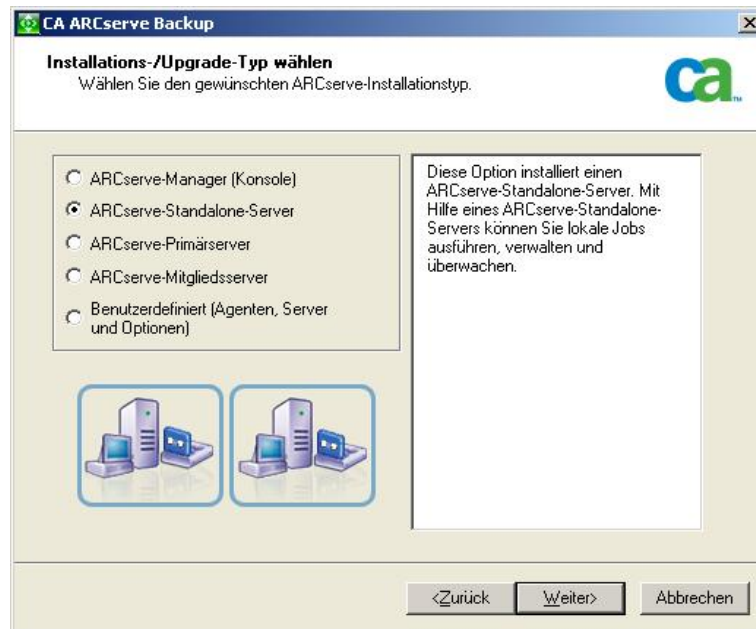 CA ARCserve Backup
Installations-/Upgrade-Typ wählen
Wählen Sie den gewünschten ARCserve-Installationstyp.
ca
TM
ARCserve-Manager (Konsole)
ARCserve-Standalone-Server
ARCserve-Primärserver
ARCserve-Mitgliedsserver
Benutzerdefiniert (Agenten, Server
und Optionen)
Diese Option installiert einen
ARCserve-Standalone-Server. Mit
Hilfe eines ARCserve-Standalone-
Servers können Sie lokale Jobs
ausführen, verwalten und
überwachen.
<Zurück
Weiter>
Abbrechen